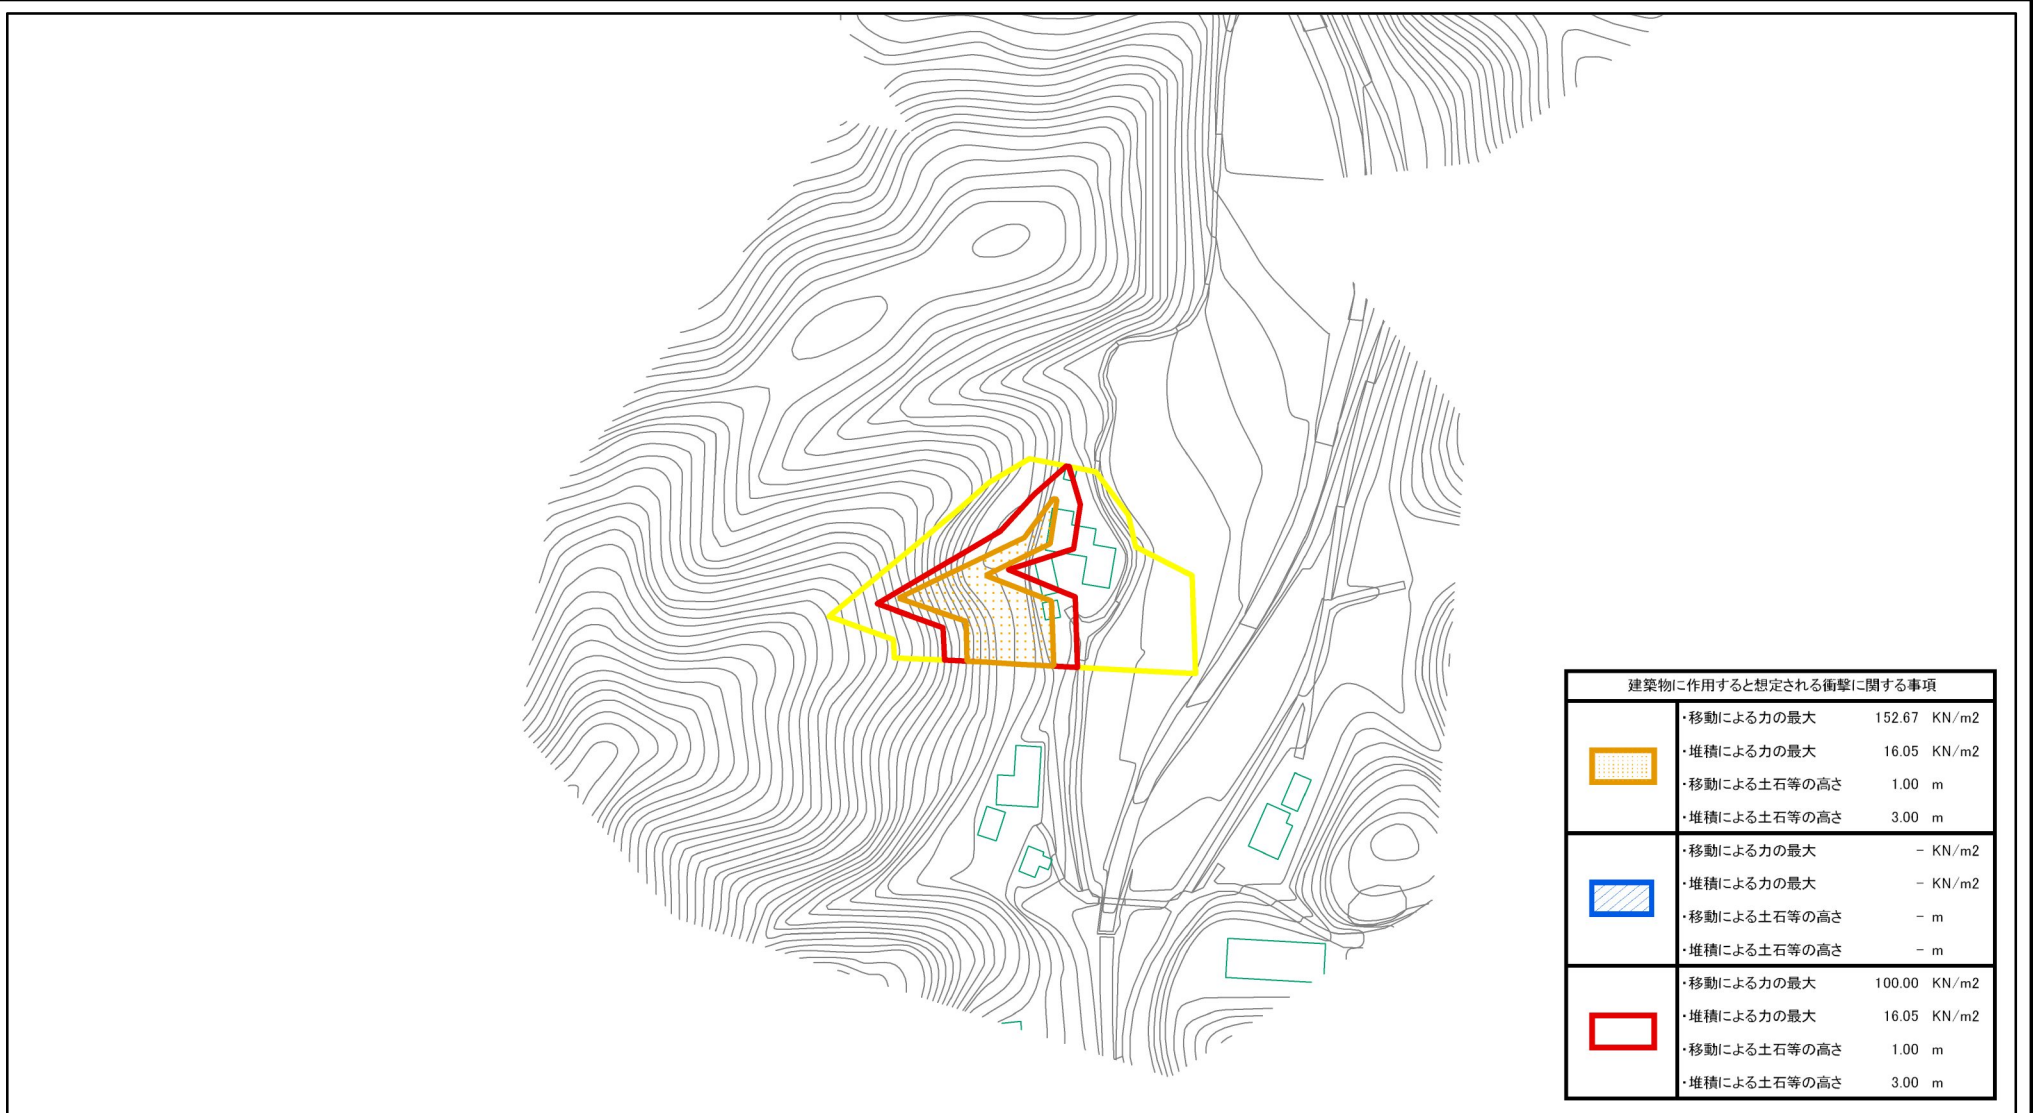 建築物に作用すると想定される衝撃に関する事項
・移動による力の最大 152.67 KN/m2
・堆積による力の最大 16.05 KN/m2
・移動による土石等の高さ 1.00 m
・堆積による土石等の高さ 3.00 m
・移動による力の最大 - KN/m2
・堆積による力の最大 - KN/m2
・移動による土石等の高さ - m
・堆積による土石等の高さ - m
・移動による力の最大 100.00 KN/m2
・堆積による力の最大 16.05 KN/m2
・移動による土石等の高さ 1.00 m
・堆積による土石等の高さ 3.00 m